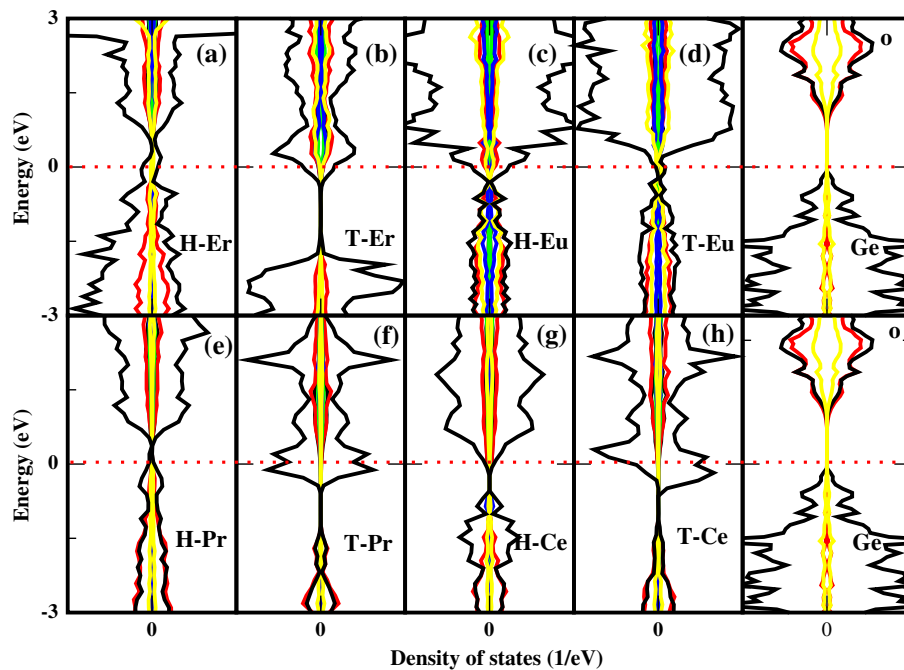 3
(a)
(b)
(c)
(d)
o
Energy (eV)
0
H-Er
T-Er
H-Eu
T-Eu
Ge
-3
(e)
(f)
(g)
(h)
o
Energy (eV)
0
H-Pr
T-Pr
H-Ce
T-Ce
Ge
-3
0
0
0
0
0
Density of states (1/eV)